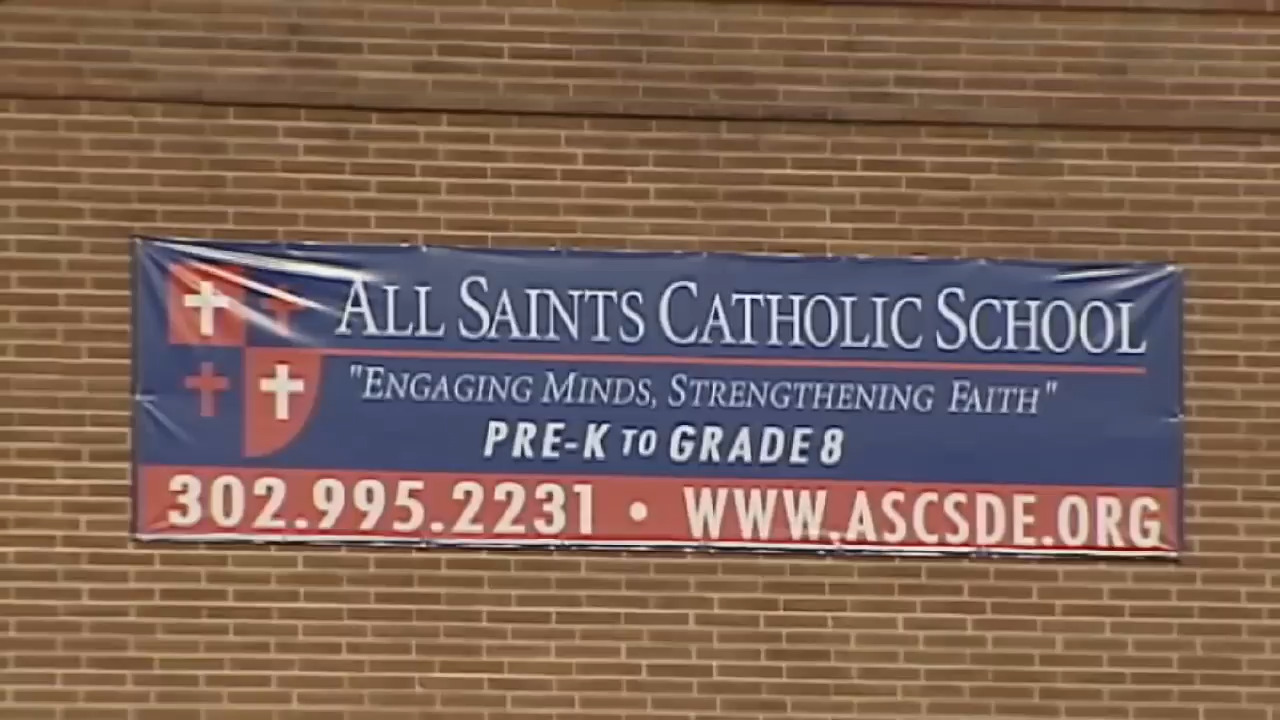 ALL SAINTS CATHOLIC SCHOOL
"ENGAGING MINDS, STRENGTHENING FAITH"
PRE-K TO GRADE 8
302.995.2231 • WWW.ASCSDE.ORG